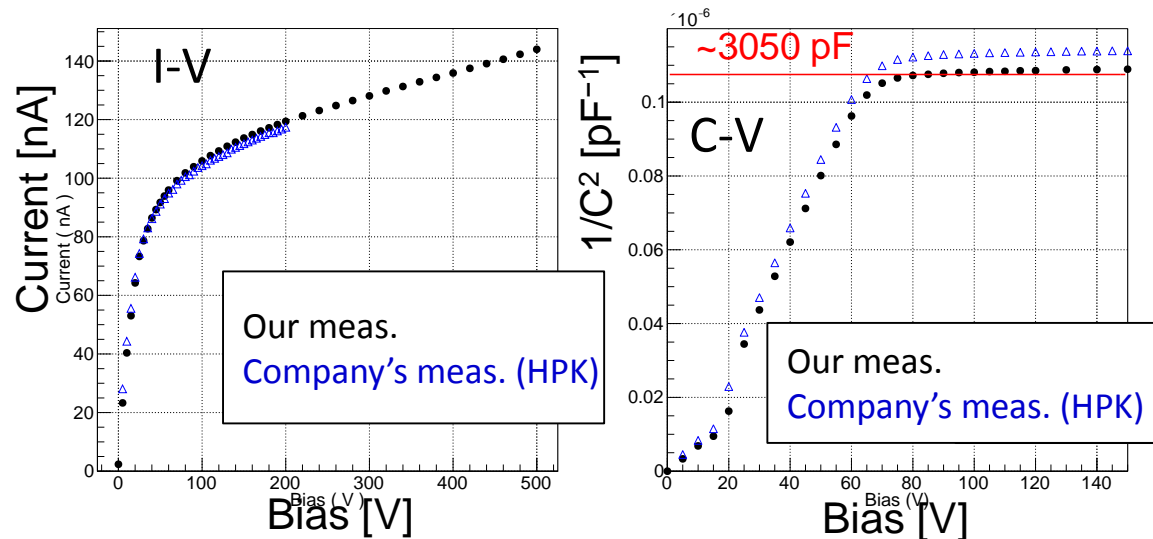 I-V
Current [nA]
Current ( nA )
140
120
100
80
60
40
20
0
0
100
200
300
400
500
Bias ( V )
Bias [V]
Our meas.
Company's meas. (HPK)
×10⁻⁶
~3050 pF
C-V
1/C² [pF⁻¹]
0.1
0.08
0.06
0.04
0.02
0
0
20
40
60
80
100
120
140
Bias (V)
Bias [V]
Our meas.
Company's meas. (HPK)